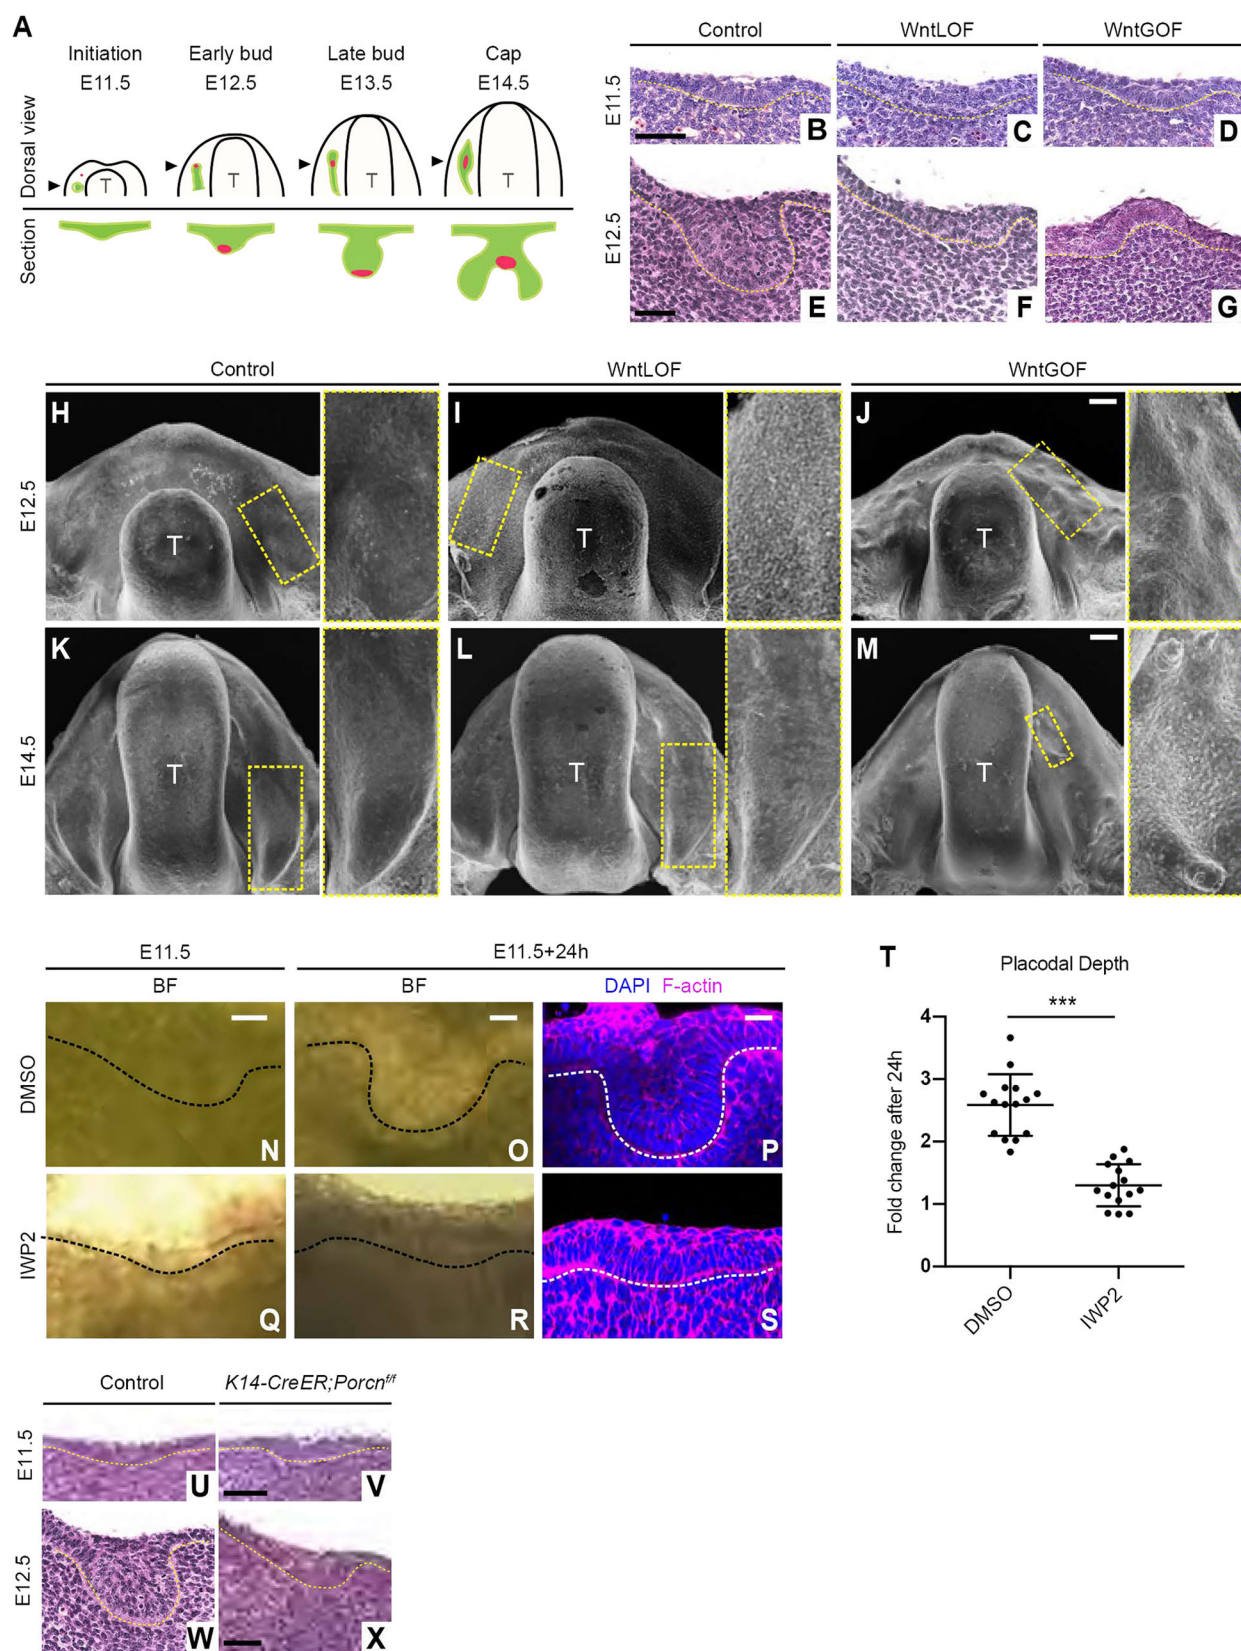 A
Initiation Early bud Late bud Cap
E11.5 E12.5 E13.5 E14.5
Dorsal view
T T T T
Section
Control WntLOF WntGOF
E11.5
B C D
E12.5
E F G
Control WntLOF WntGOF
E12.5
H I J
T T T
E14.5
K L M
T T T
E11.5 E11.5+24h
BF BF DAPI F-actin
DMSO
N O P
IWP2
Q R S
T
Placodal Depth
***
Fold change after 24h
4
3
2
1
0
DMSO IWP2
Control K14-CreER;Porcnf/f
E11.5
U V
E12.5
W X